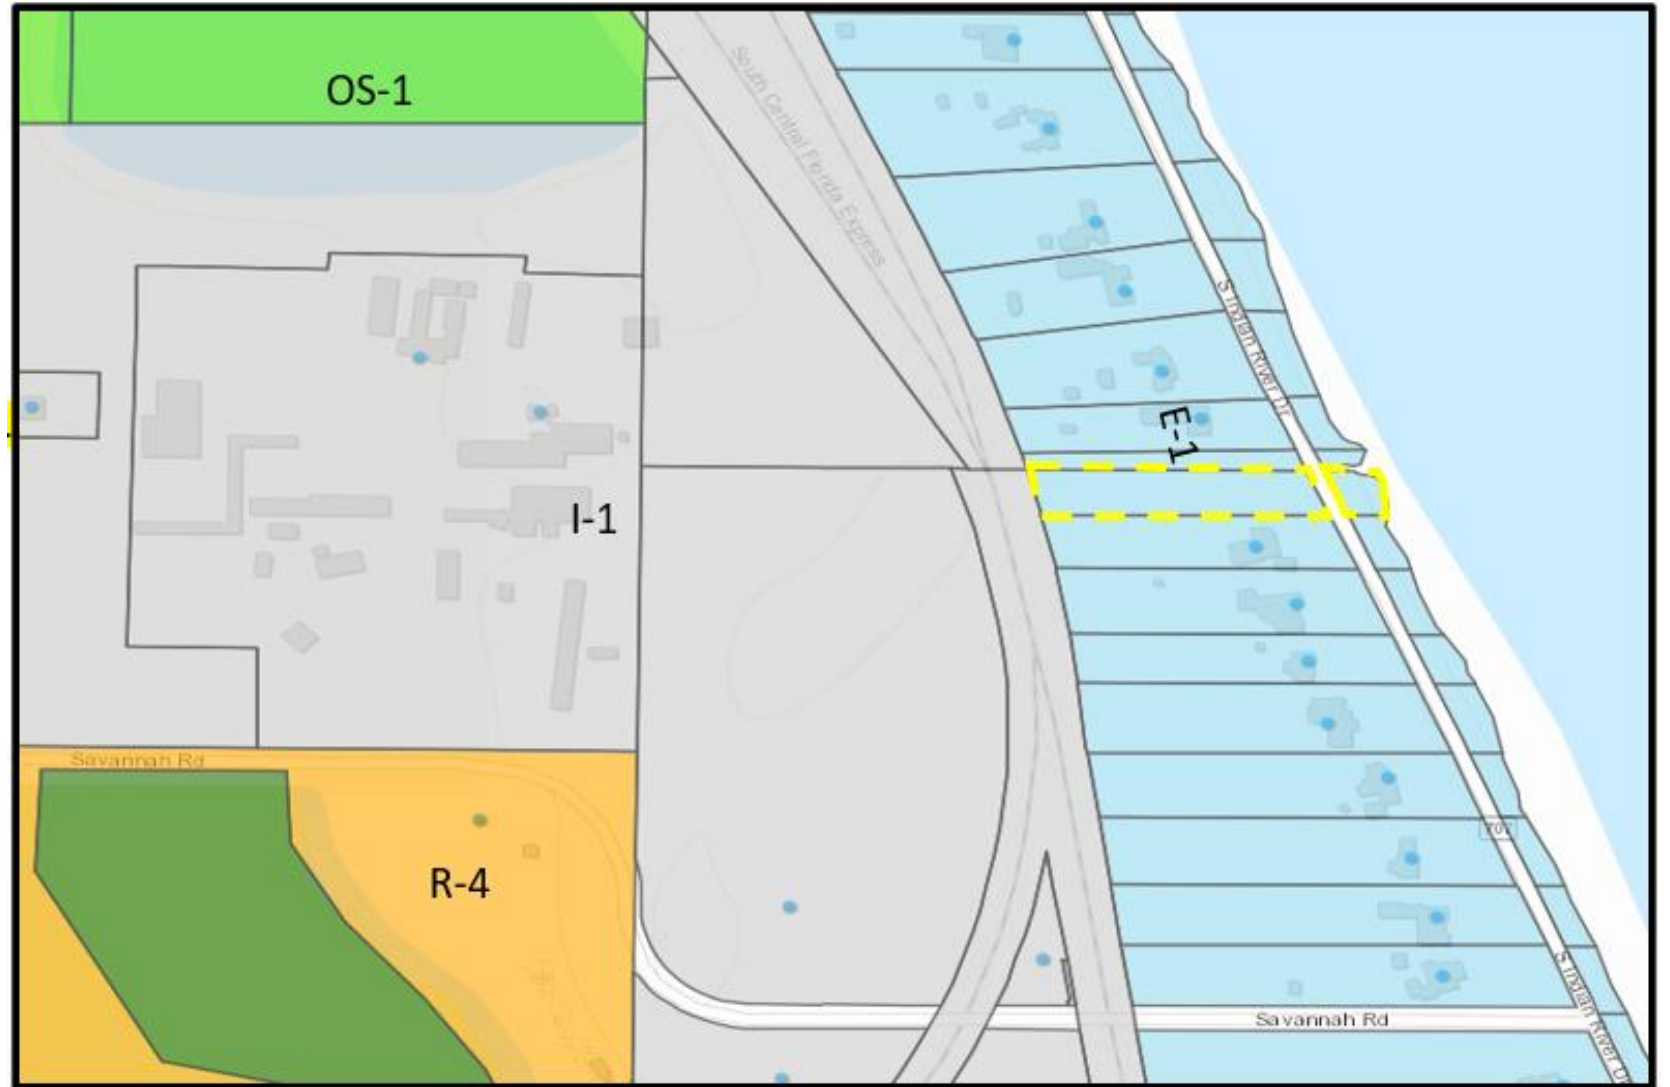 OS-1
South Central Florida Express
S Indian River Dr
E-1
I-1
Savannah Rd
707
R-4
S Indian River Dr
Savannah Rd